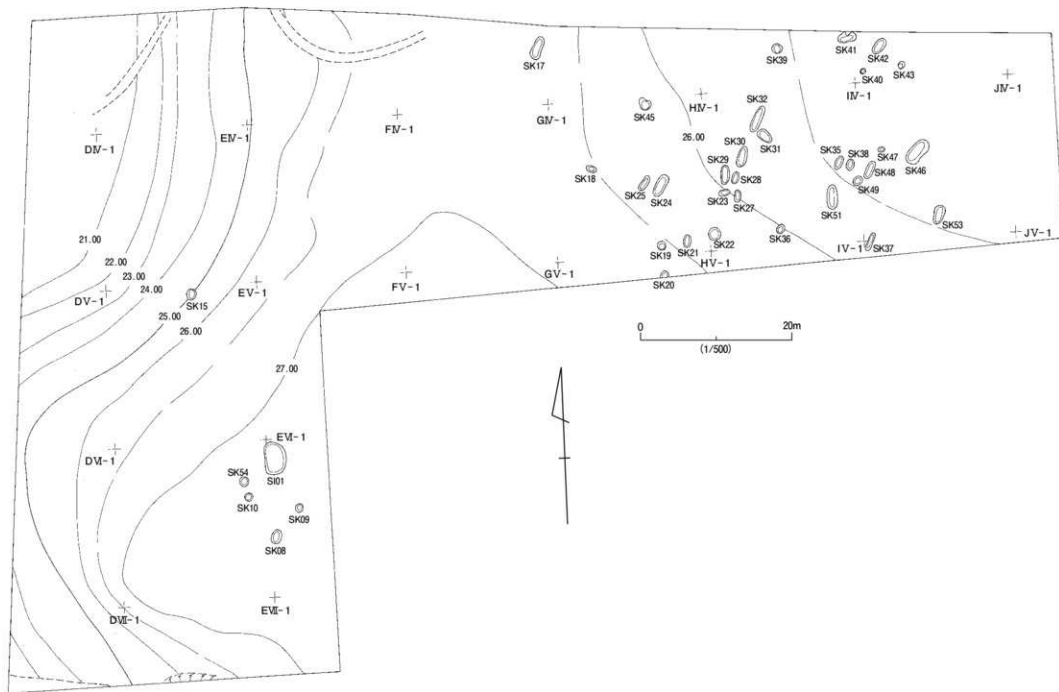 SK41
SK42
SK39
SK17
SK43
SK40
IIV-1
JIV-1
HIV-1
SK32
GIV-1
SK45
FIV-1
EIV-1
DIV-1
26.00
SK31
SK30
SK47
SK35
SK38
SK46
SK29
SK48
SK28
SK18
SK49
SK25
SK24
SK23
SK27
SK51
21.00
SK53
SK36
JV-1
SK22
IV-1
SK37
SK19
SK21
HV-1
22.00
23.00
GV-1
FV-1
EV-1
SK20
24.00
DV-1
SK15
25.00
26.00
0
20m
(1/500)
27.00
EVI-1
DVI-1
SK54
SI01
SK10
SK09
SK08
EVII-1
DVII-1